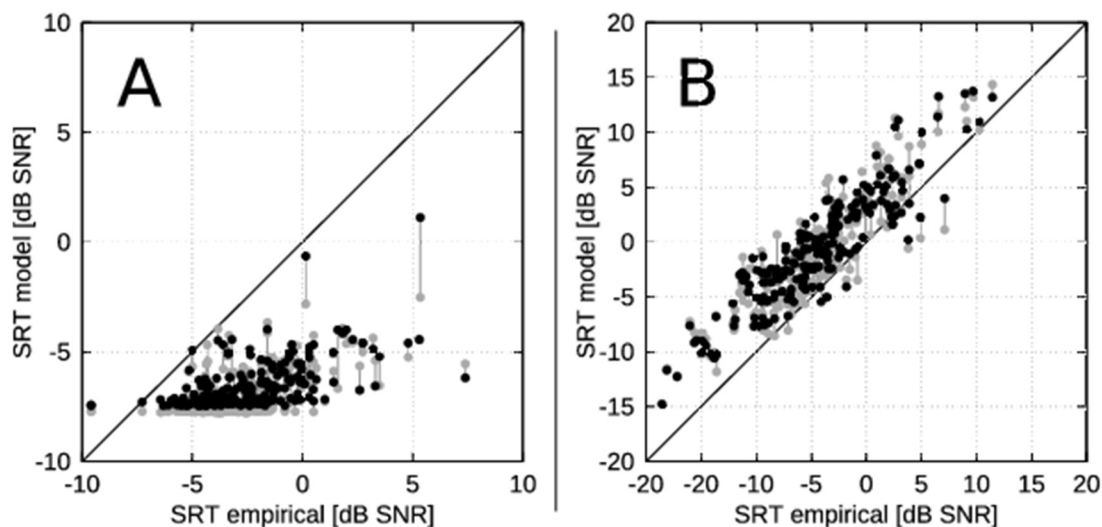 A
10
5
0
-5
-10
SRT model [dB SNR]
-10 -5 0 5 10
SRT empirical [dB SNR]
B
20
15
10
5
0
-5
-10
-15
-20
SRT model [dB SNR]
-20 -20 -10 -5 0 5 10 15 20
SRT empirical [dB SNR]